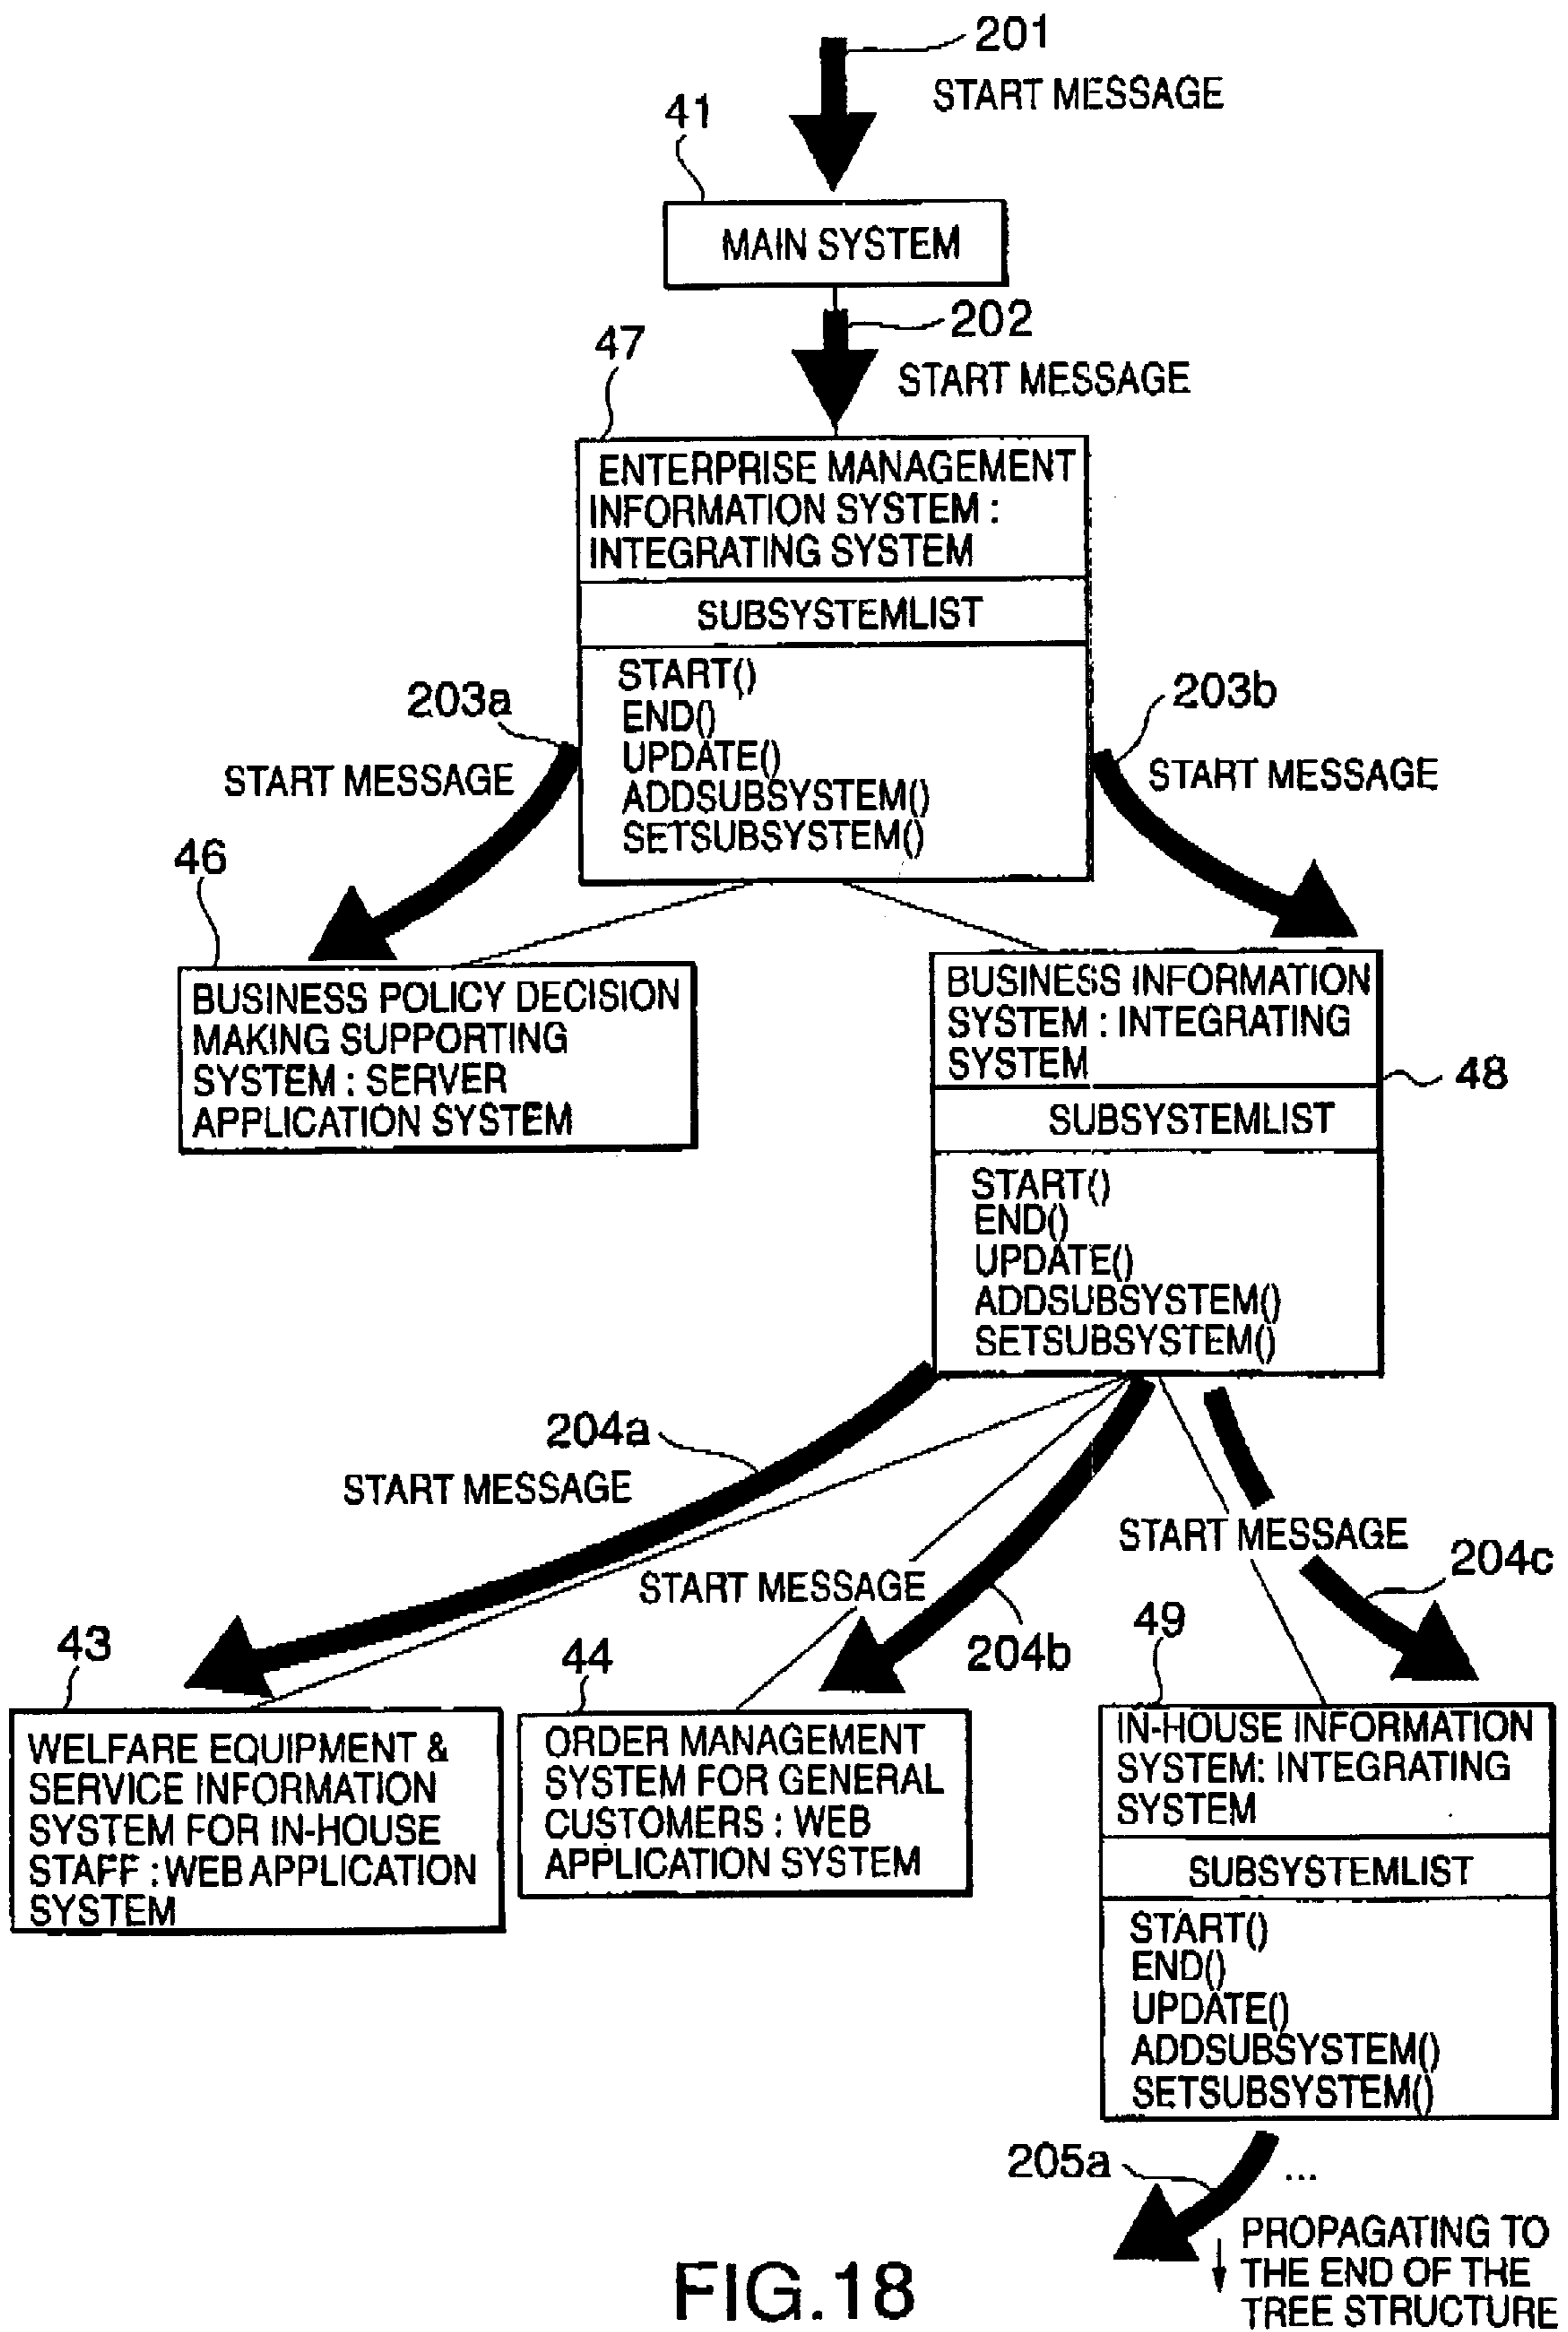 201
START MESSAGE
41
MAIN SYSTEM
202
START MESSAGE
47
ENTERPRISE MANAGEMENT
INFORMATION SYSTEM :
INTEGRATING SYSTEM
SUBSYSTEMLIST
START()
END()
UPDATE()
ADDSUBSYSTEM()
SETSUBSYSTEM()
203a
START MESSAGE
203b
START MESSAGE
46
BUSINESS POLICY DECISION
MAKING SUPPORTING
SYSTEM : SERVER
APPLICATION SYSTEM
BUSINESS INFORMATION
SYSTEM : INTEGRATING
SYSTEM
48
SUBSYSTEMLIST
START()
END()
UPDATE()
ADDSUBSYSTEM()
SETSUBSYSTEM()
204a
START MESSAGE
START MESSAGE
204b
START MESSAGE
204c
43
WELFARE EQUIPMENT &
SERVICE INFORMATION
SYSTEM FOR IN-HOUSE
STAFF : WEB APPLICATION
SYSTEM
44
ORDER MANAGEMENT
SYSTEM FOR GENERAL
CUSTOMERS : WEB
APPLICATION SYSTEM
49
IN-HOUSE INFORMATION
SYSTEM: INTEGRATING
SYSTEM
SUBSYSTEMLIST
START()
END()
UPDATE()
ADDSUBSYSTEM()
SETSUBSYSTEM()
205a
...
PROPAGATING TO
THE END OF THE
TREE STRUCTURE
FIG.18